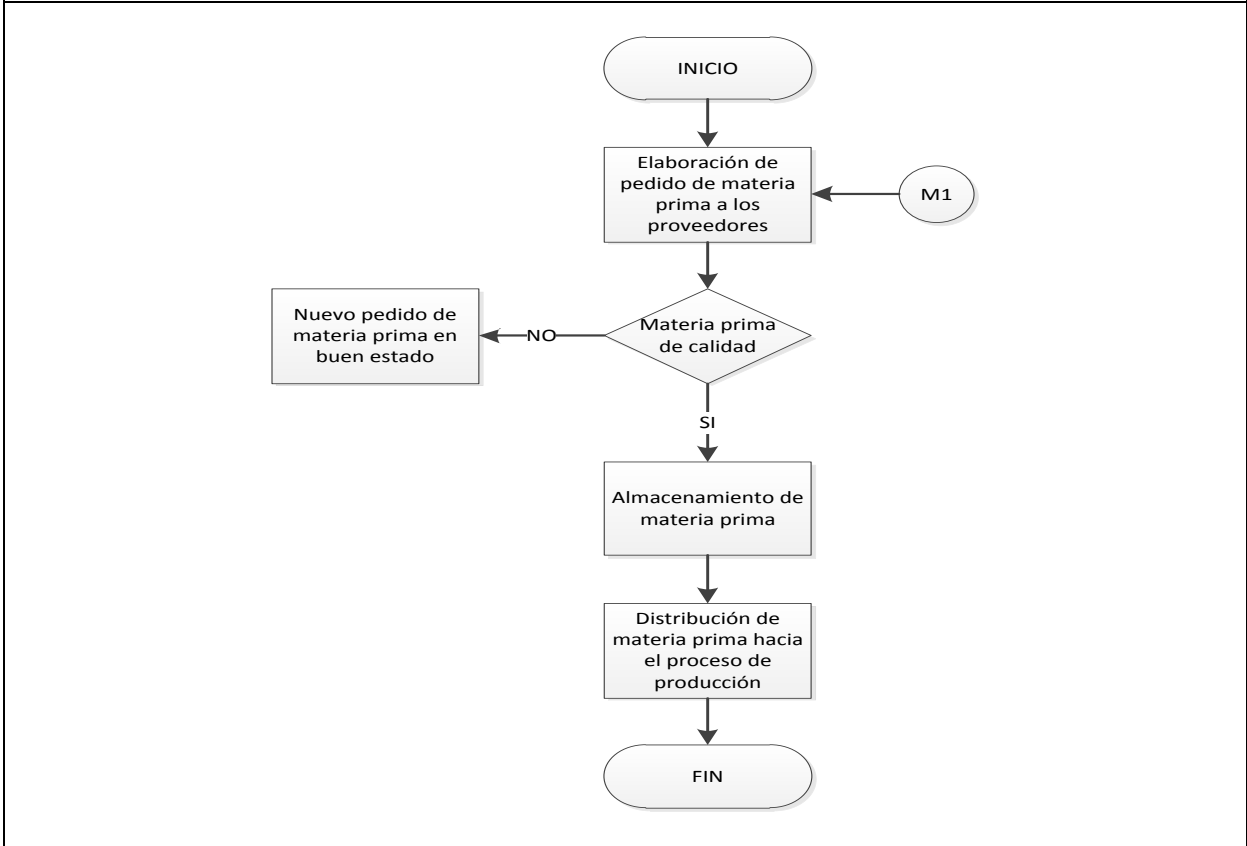 INICIO
Elaboración de
pedido de materia
prima a los
proveedores
M1
Materia prima
de calidad
NO
Nuevo pedido de
materia prima en
buen estado
SI
Almacenamiento de
materia prima
Distribución de
materia prima hacia
el proceso de
producción
FIN